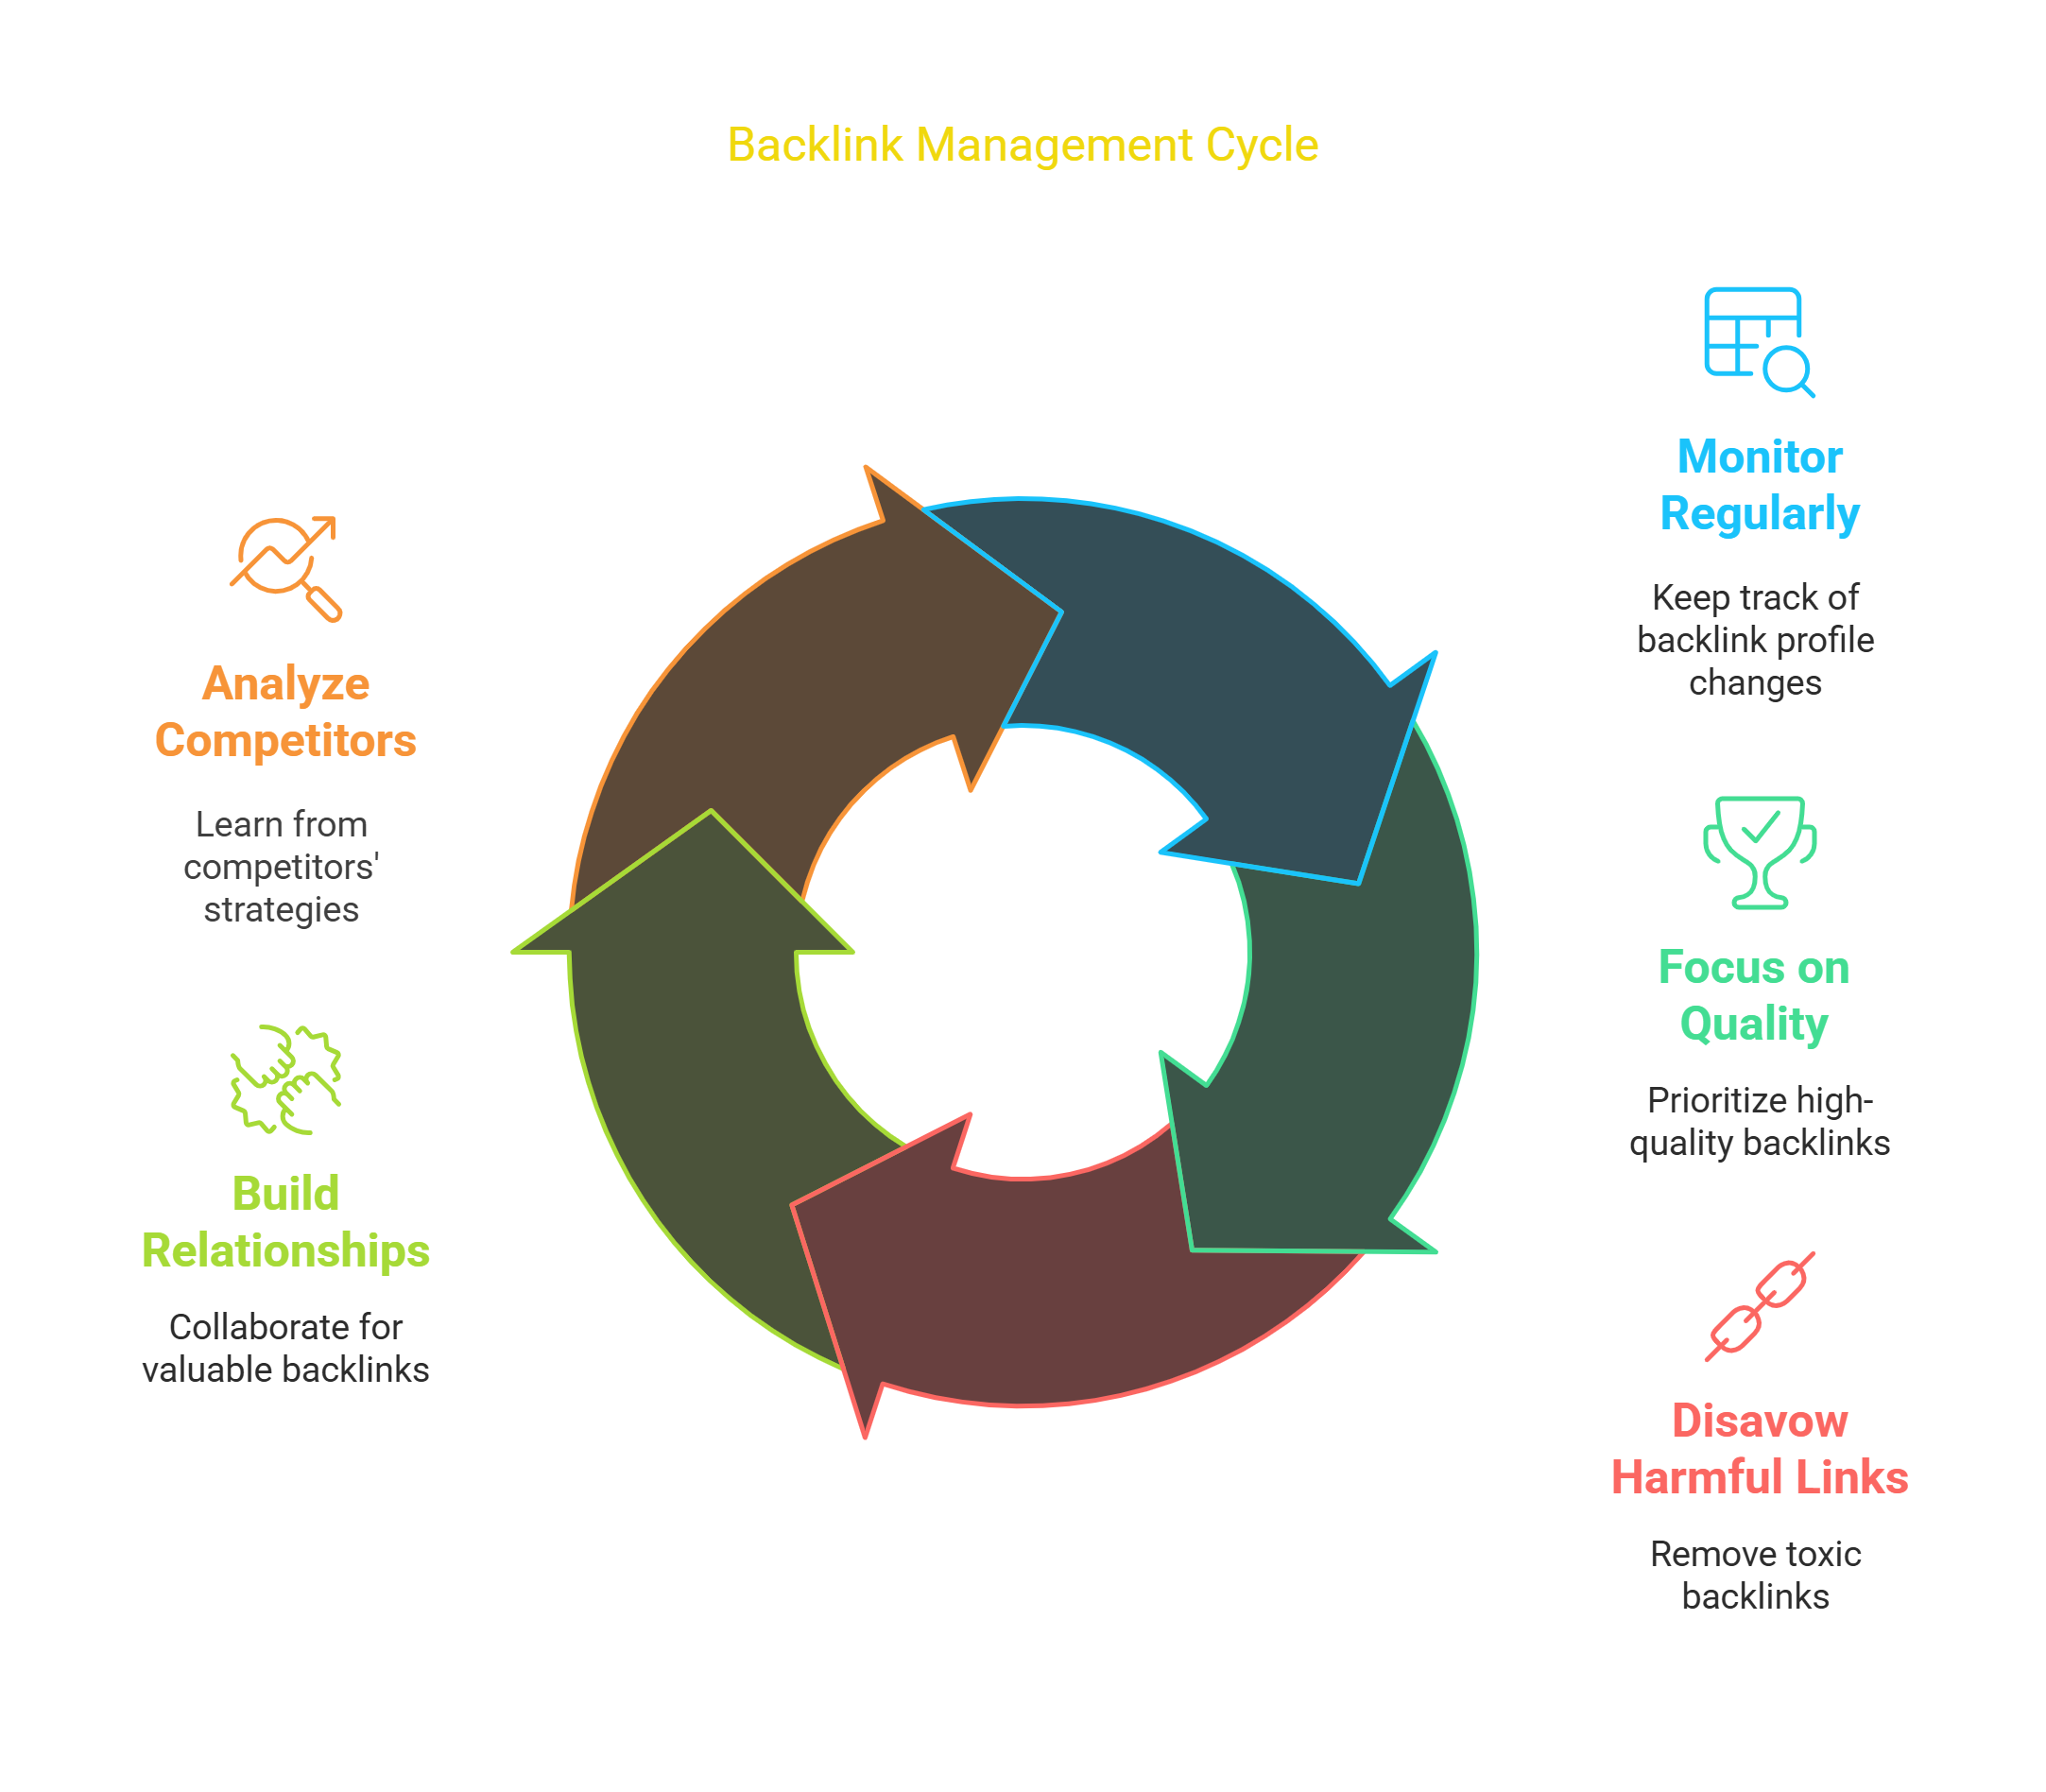 Backlink Management Cycle
Monitor
Regularly
Keep track of
backlink profile
changes
Focus on
Quality
Prioritize high-
quality backlinks
Disavow
Harmful Links
Remove toxic
backlinks
Build
Relationships
Collaborate for
valuable backlinks
Analyze
Competitors
Learn from
competitors'
strategies